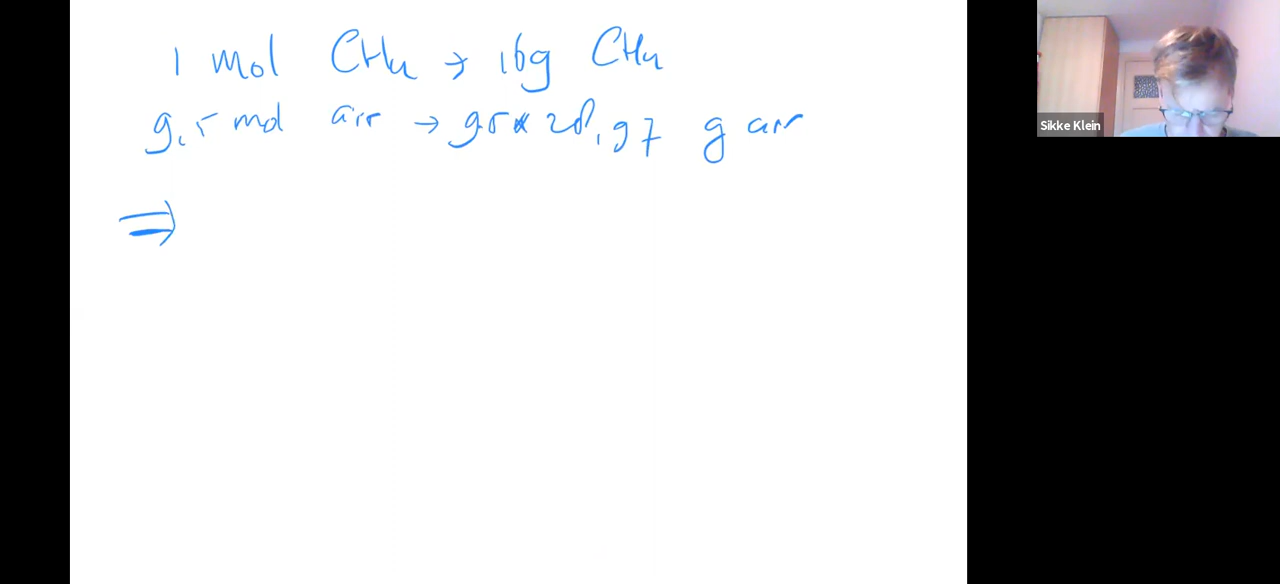 1 mol CH4 → 16g CH4
9,5 mol air → 9,5 * 28,97 g air
⇒
Sikke Klein